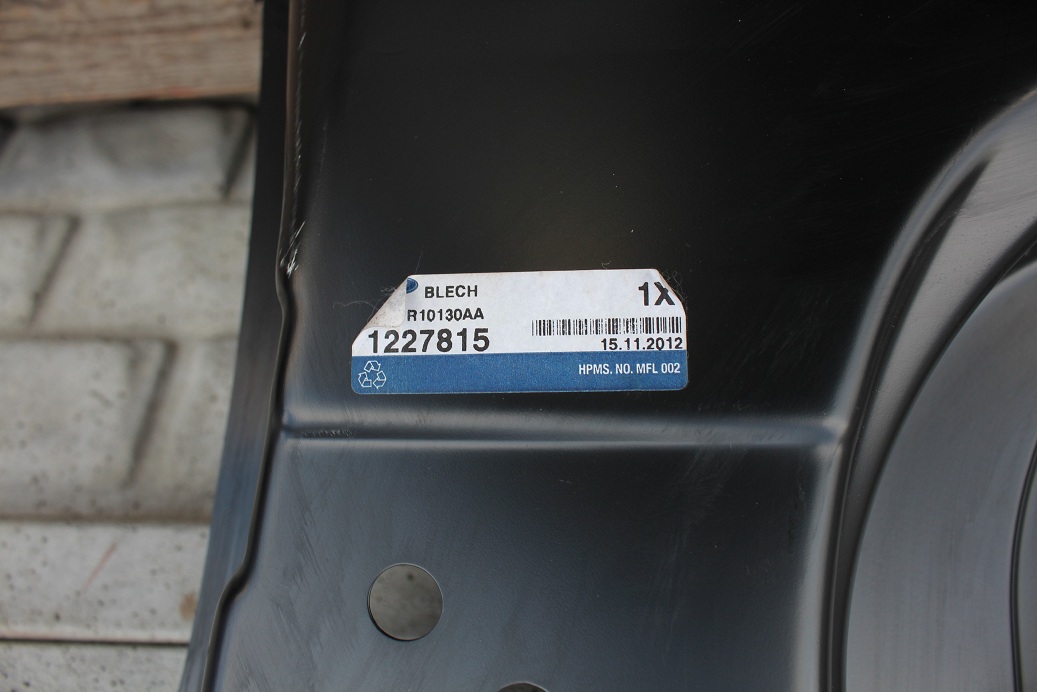 BLECH 1X
R10130AA
1227815
15.11.2012
HPMS. NO. MFL 002